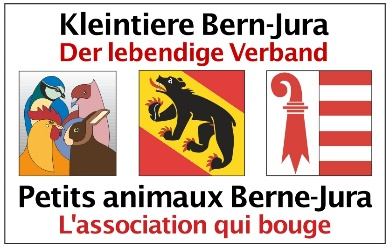 Kleintiere Bern-Jura
Der lebendige Verband
Petits animaux Berne-Jura
L'association qui bouge